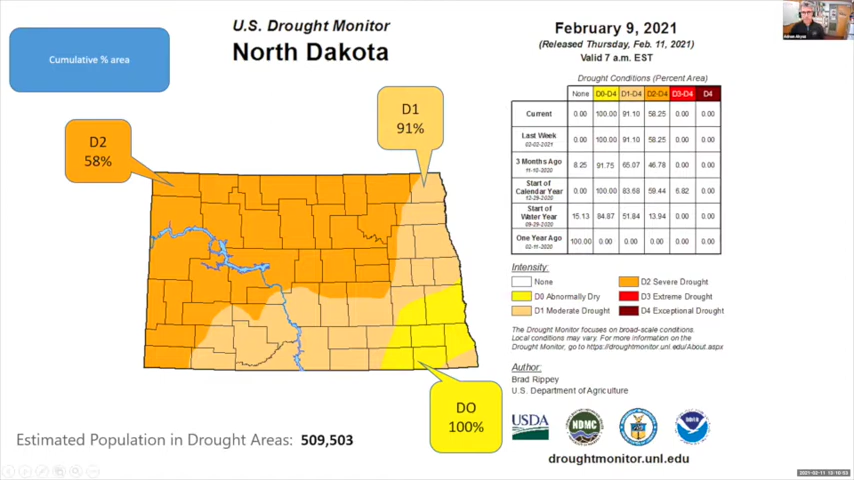 U.S. Drought Monitor
North Dakota
February 9, 2021
(Released Thursday, Feb. 11, 2021)
Valid 7 a.m. EST
Cumulative % area
D1
91%
D2
58%
DO
100%
Drought Conditions (Percent Area)
None D0-D4 D1-D4 D2-D4 D3-D4 D4
Current 0.00 100.00 91.10 58.25 0.00 0.00
Last Week 0.00 100.00 91.10 58.25 0.00 0.00
02-02-2021
3 Months Ago 8.25 91.75 65.07 46.78 0.00 0.00
11-10-2020
Start of
Calendar Year 0.00 100.00 83.68 59.44 6.82 0.00
12-29-2020
Start of
Water Year 15.13 84.87 51.84 13.94 0.00 0.00
09-29-2020
One Year Ago 100.00 0.00 0.00 0.00 0.00 0.00
02-11-2020
Intensity:
None
D0 Abnormally Dry
D1 Moderate Drought
D2 Severe Drought
D3 Extreme Drought
D4 Exceptional Drought
The Drought Monitor focuses on broad-scale conditions.
Local conditions may vary. For more information on the
Drought Monitor, go to https://droughtmonitor.unl.edu/About.aspx
Author:
Brad Rippey
U.S. Department of Agriculture
USDA
NDMC
droughtmonitor.unl.edu
Estimated Population in Drought Areas: 509,503